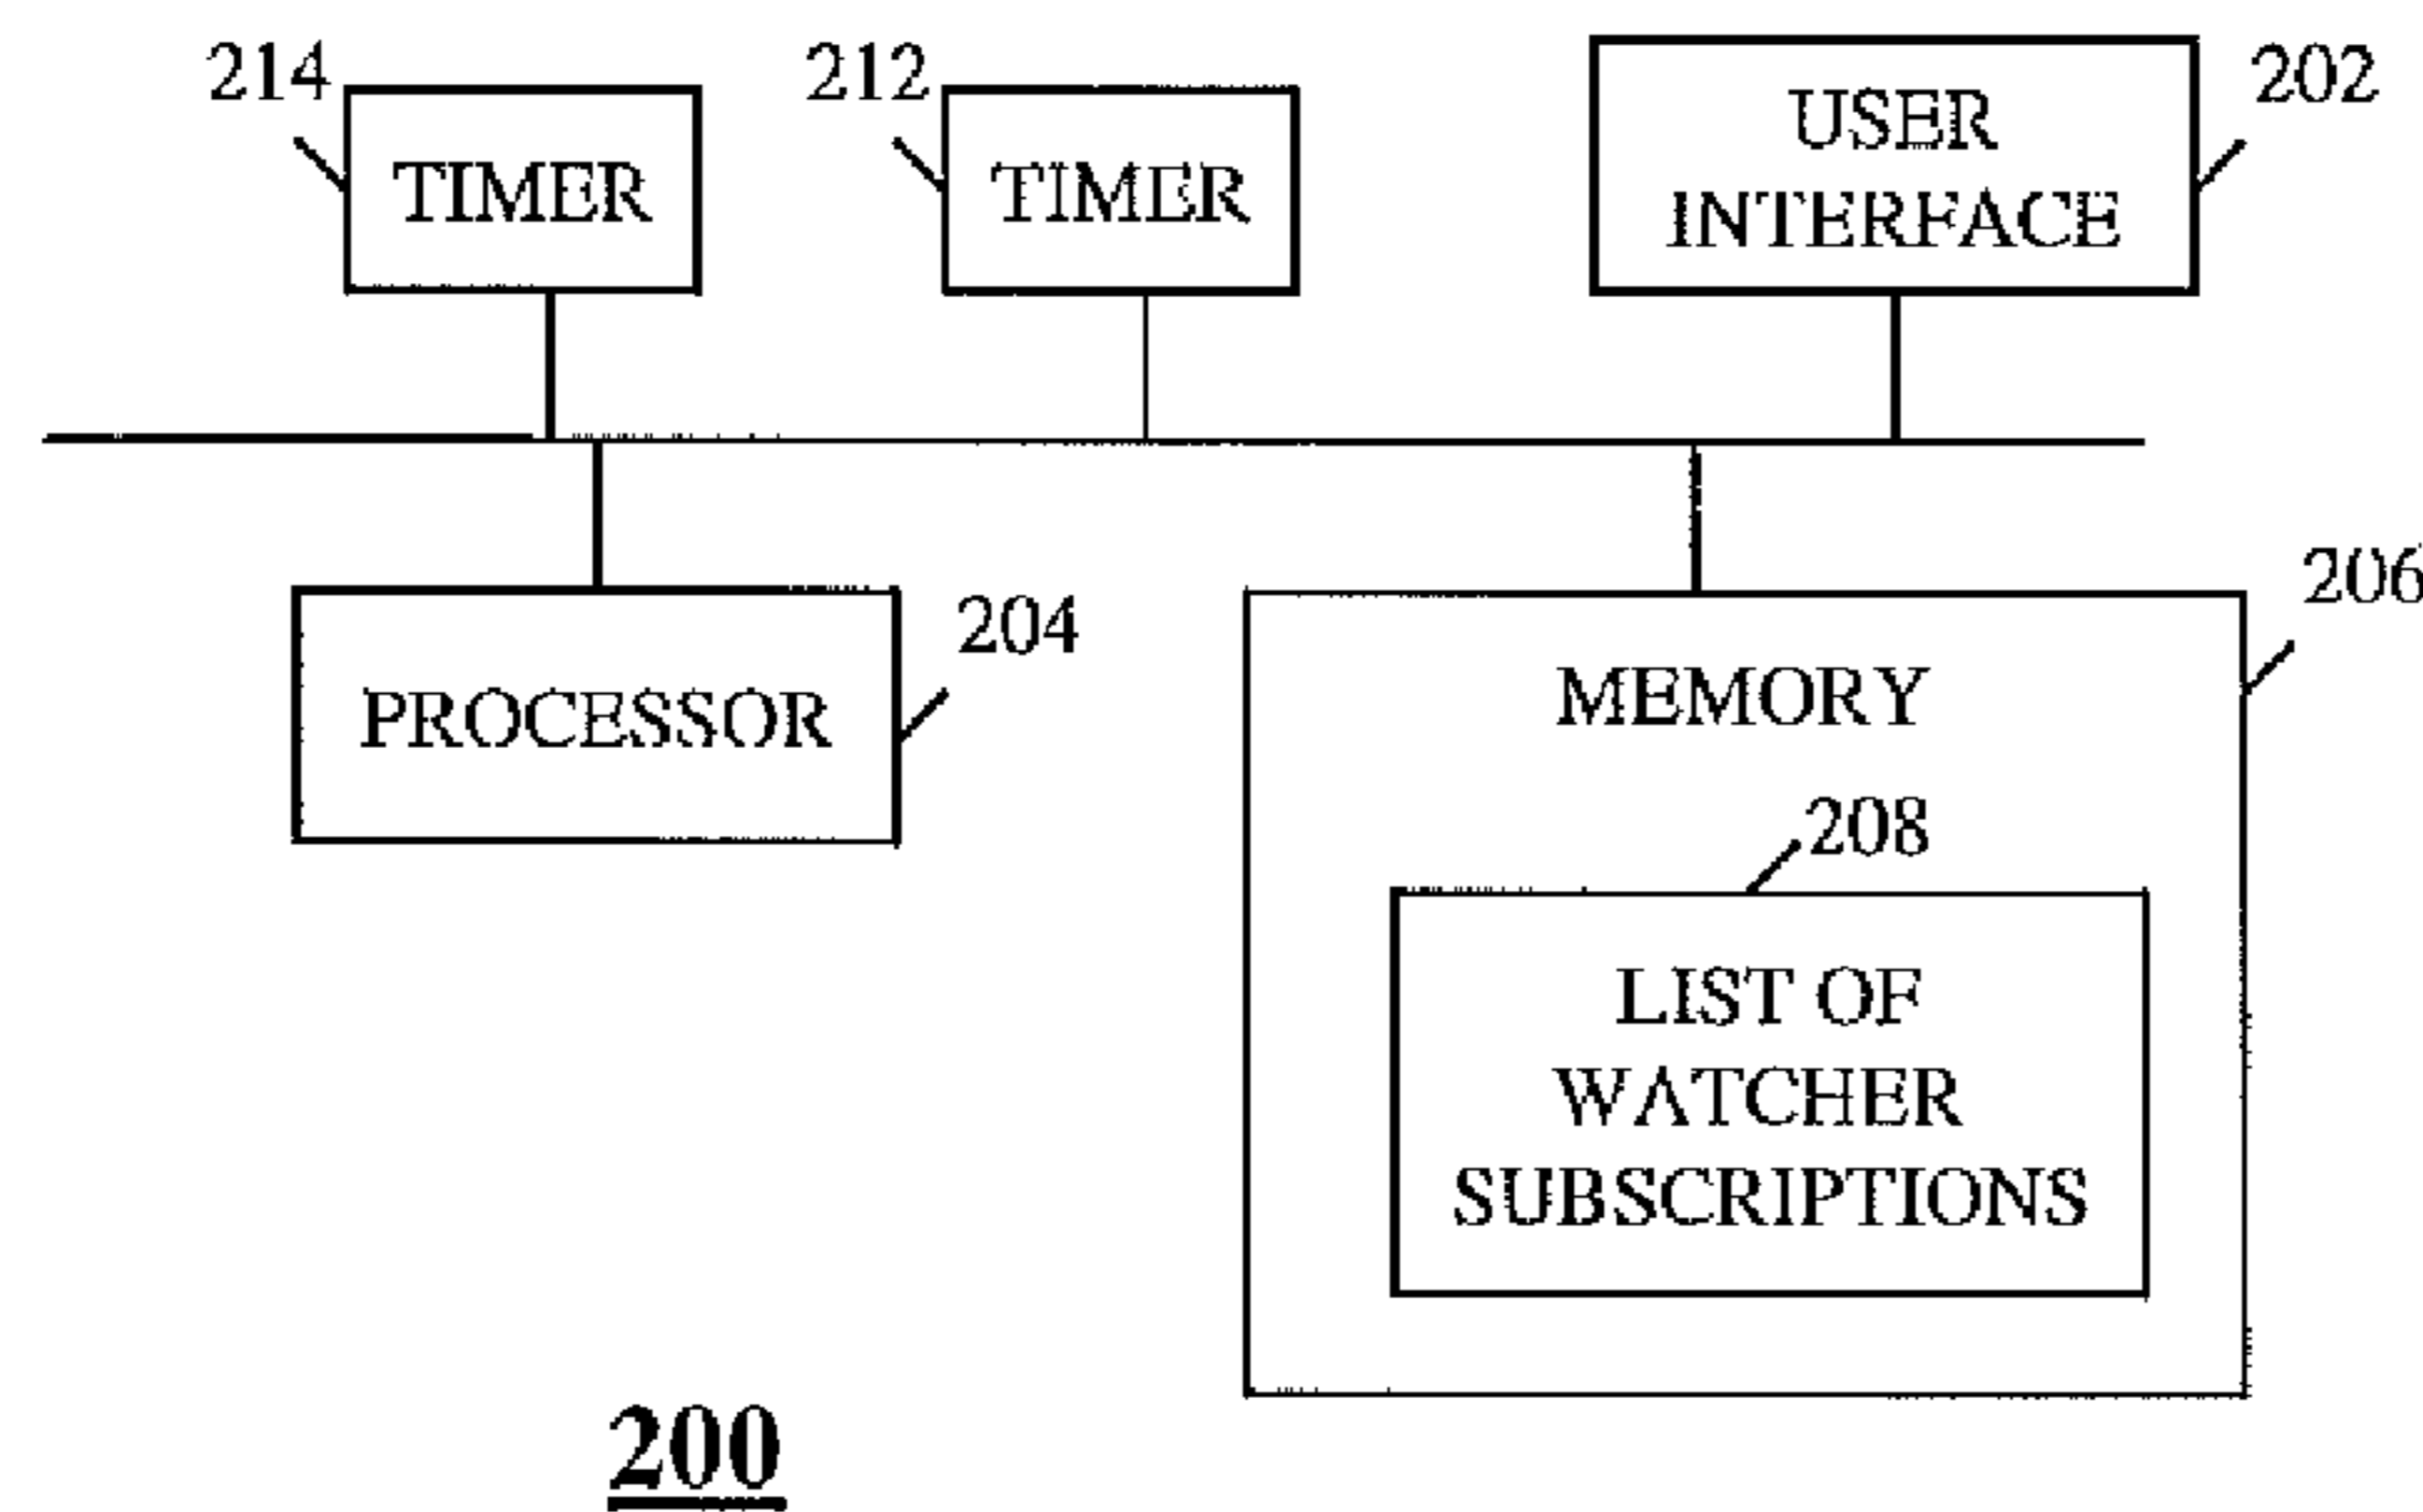 214
TIMER
212
TIMER
202
USER
INTERFACE
204
PROCESSOR
206
MEMORY
208
LIST OF
WATCHER
SUBSCRIPTIONS
200